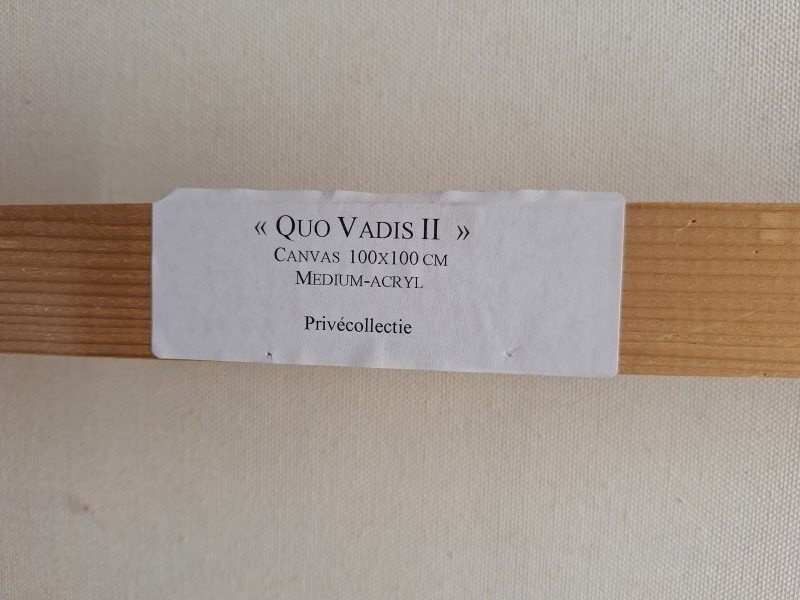 « QUO VADIS II »
CANVAS 100X100 CM
MEDIUM-ACRYL
Privécollectie